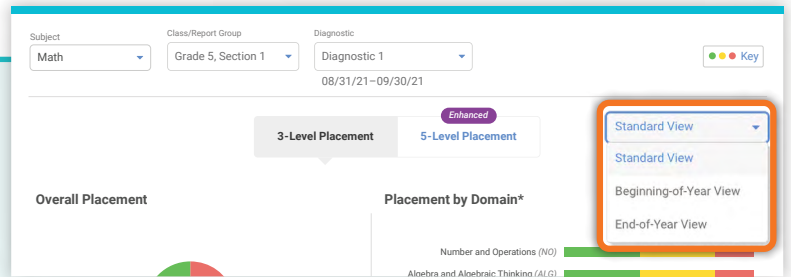 Subject
Class/Report Group
Diagnostic
Math
Grade 5, Section 1
Diagnostic 1
Key
08/31/21–09/30/21
Enhanced
3-Level Placement
5-Level Placement
Standard View
Standard View
Beginning-of-Year View
End-of-Year View
Overall Placement
Placement by Domain*
Number and Operations (NO)
Algebra and Algebraic Thinking (ALG)